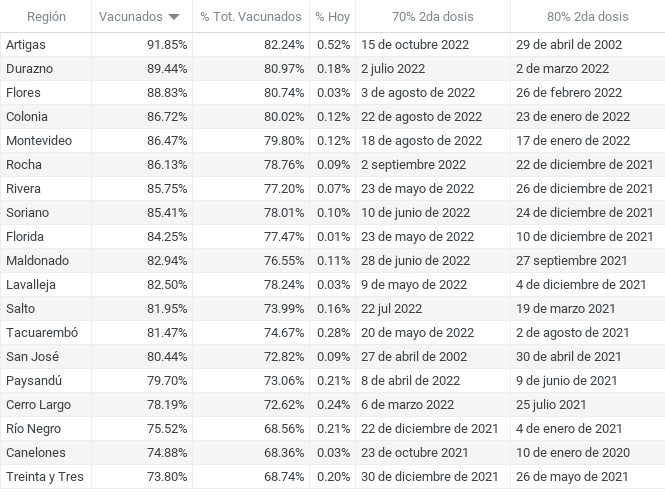 Región Vacunados % Tot. Vacunados % Hoy 70% 2da dosis 80% 2da dosis
Artigas 91.85% 82.24% 0.52% 15 de octubre 2022 29 de abril de 2002
Durazno 89.44% 80.97% 0.18% 2 julio 2022 2 de marzo 2022
Flores 88.83% 80.74% 0.03% 3 de agosto de 2022 26 de febrero 2022
Colonia 86.72% 80.02% 0.12% 22 de agosto de 2022 23 de enero de 2022
Montevideo 86.47% 79.80% 0.12% 18 de agosto de 2022 17 de enero de 2022
Rocha 86.13% 78.76% 0.09% 2 septiembre 2022 22 de diciembre de 2021
Rivera 85.75% 77.20% 0.07% 23 de mayo de 2022 26 de diciembre de 2021
Soriano 85.41% 78.01% 0.10% 10 de junio de 2022 24 de diciembre de 2021
Florida 84.25% 77.47% 0.01% 23 de mayo de 2022 10 de diciembre de 2021
Maldonado 82.94% 76.55% 0.11% 28 de junio de 2022 27 septiembre 2021
Lavalleja 82.50% 78.24% 0.03% 9 de mayo de 2022 4 de diciembre de 2021
Salto 81.95% 73.99% 0.16% 22 jul 2022 19 de marzo 2021
Tacuarembó 81.47% 74.67% 0.28% 20 de mayo de 2022 2 de agosto de 2021
San José 80.44% 72.82% 0.09% 27 de abril de 2002 30 de abril de 2021
Paysandú 79.70% 73.06% 0.21% 8 de abril de 2022 9 de junio de 2021
Cerro Largo 78.19% 72.62% 0.24% 6 de marzo 2022 25 julio 2021
Río Negro 75.52% 68.56% 0.21% 22 de diciembre de 2021 4 de enero de 2021
Canelones 74.88% 68.36% 0.03% 23 de octubre 2021 10 de enero de 2020
Treinta y Tres 73.80% 68.74% 0.20% 30 de diciembre de 2021 26 de mayo de 2021